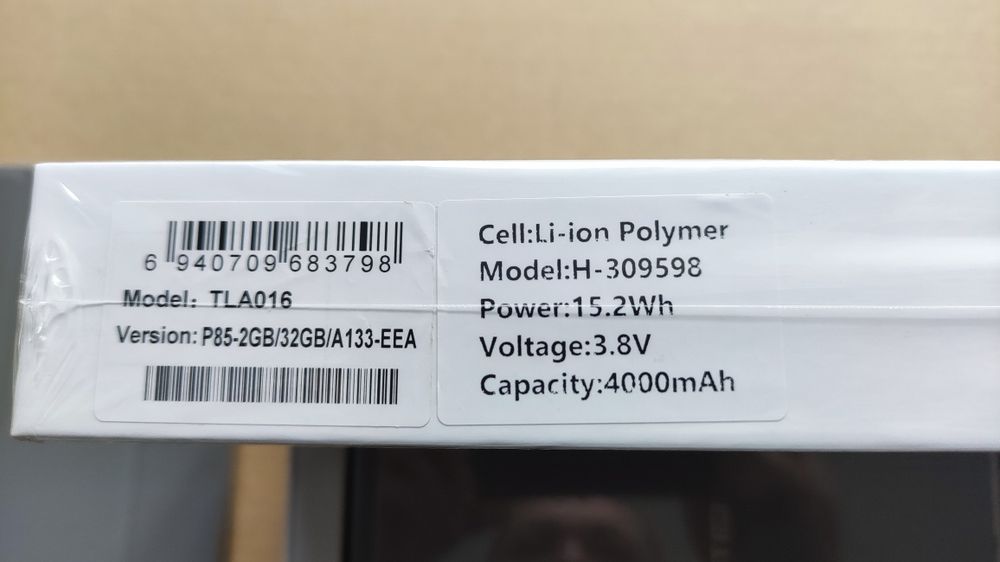 6 940709 683798
Model: TLA016
Version: P85-2GB/32GB/A133-EEA
Cell:Li-ion Polymer
Model:H-309598
Power:15.2Wh
Voltage:3.8V
Capacity:4000mAh